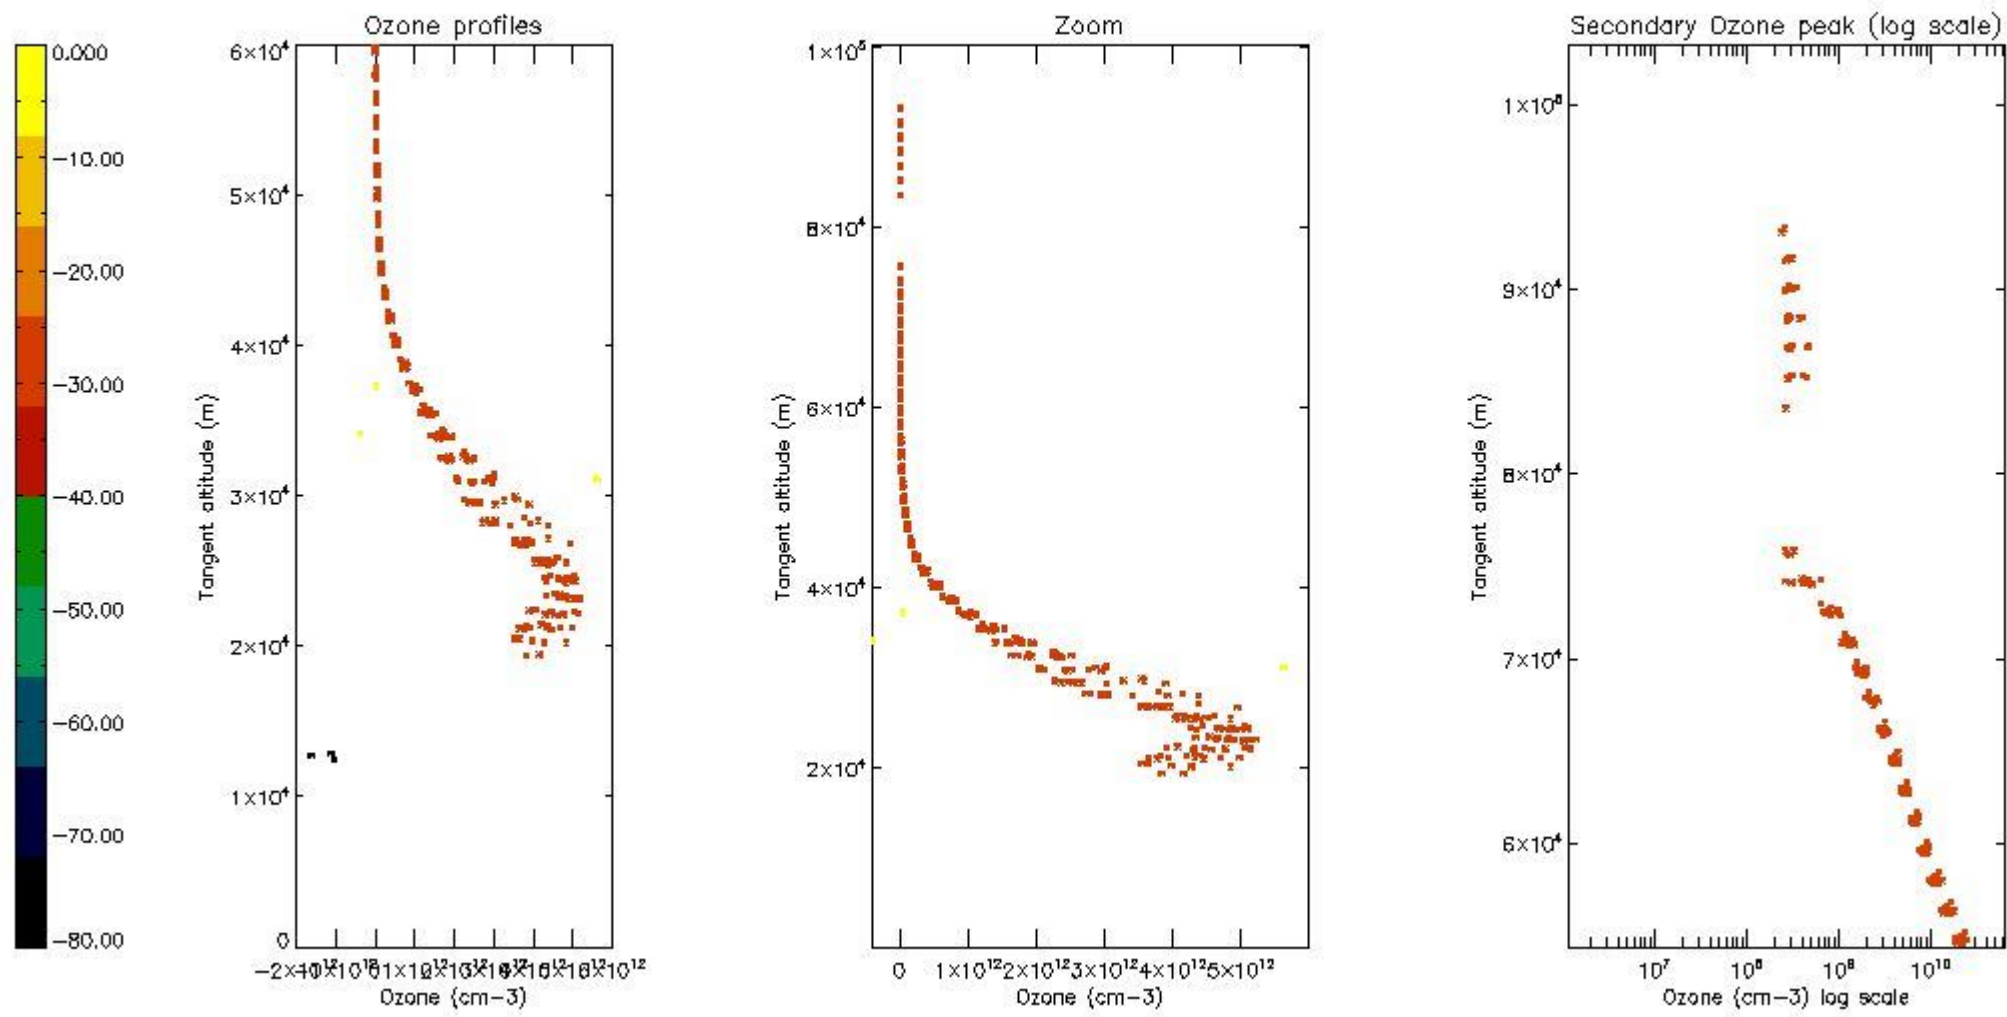 Ozone profiles
Zoom
Secondary Ozone peak (log scale)
0.000
−10.00
−20.00
−30.00
−40.00
−50.00
−60.00
−70.00
−80.00
6×10⁴
5×10⁴
4×10⁴
3×10⁴
2×10⁴
1×10⁴
0
Tangent altitude (m)
Ozone (cm−3)
1×10⁵
8×10⁴
6×10⁴
4×10⁴
2×10⁴
Tangent altitude (m)
0 1×10¹² 2×10¹² 3×10¹² 4×10¹² 5×10¹²
Ozone (cm−3)
9×10⁴
8×10⁴
7×10⁴
6×10⁴
Tangent altitude (m)
10⁷ 10⁸ 10⁹ 10¹⁰
Ozone (cm−3) log scale